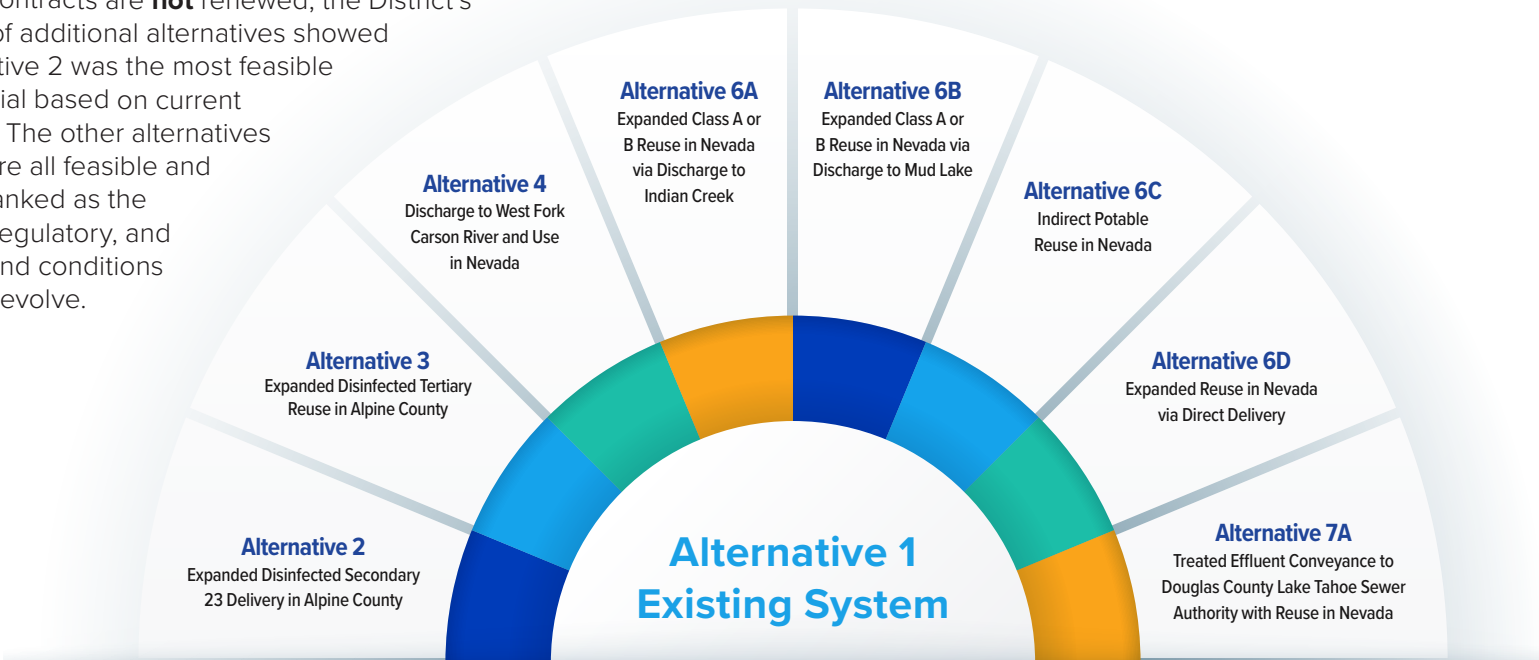 contracts are not renewed, the District's
of additional alternatives showed
tive 2 was the most feasible
ial based on current
The other alternatives
re all feasible and
anked as the
egulatory, and
nd conditions
evolve.
Alternative 2
Expanded Disinfected Secondary
23 Delivery in Alpine County
Alternative 3
Expanded Disinfected Tertiary
Reuse in Alpine County
Alternative 4
Discharge to West Fork
Carson River and Use
in Nevada
Alternative 6A
Expanded Class A or
B Reuse in Nevada
via Discharge to
Indian Creek
Alternative 6B
Expanded Class A or
B Reuse in Nevada via
Discharge to Mud Lake
Alternative 6C
Indirect Potable
Reuse in Nevada
Alternative 6D
Expanded Reuse in Nevada
via Direct Delivery
Alternative 7A
Treated Effluent Conveyance to
Douglas County Lake Tahoe Sewer
Authority with Reuse in Nevada
Alternative 1
Existing System